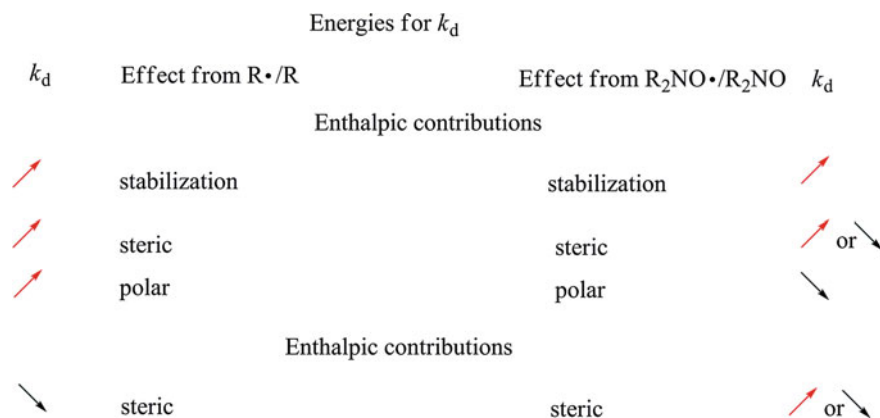 Energies for kd
kd Effect from R•/R Effect from R₂NO•/R₂NO kd
Enthalpic contributions
stabilization stabilization
steric steric or
polar polar
Enthalpic contributions
steric steric or